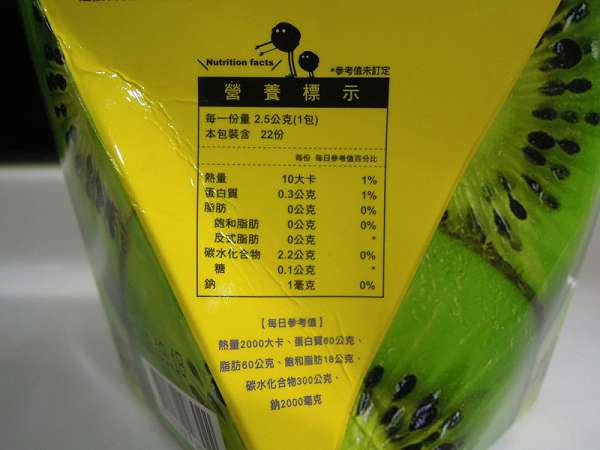 Nutrition facts
*參考值未訂定
營養標示
每一份量 2.5公克(1包)
本包裝含 22份
每份 每日參考值百分比
熱量 10大卡 1%
蛋白質 0.3公克 1%
脂肪 0公克 0%
飽和脂肪 0公克 0%
反式脂肪 0公克 *
碳水化合物 2.2公克 0%
糖 0.1公克 *
鈉 1毫克 0%
【每日參考值】
熱量2000大卡、蛋白質60公克、
脂肪60公克、飽和脂肪18公克、
碳水化合物300公克、
鈉2000毫克